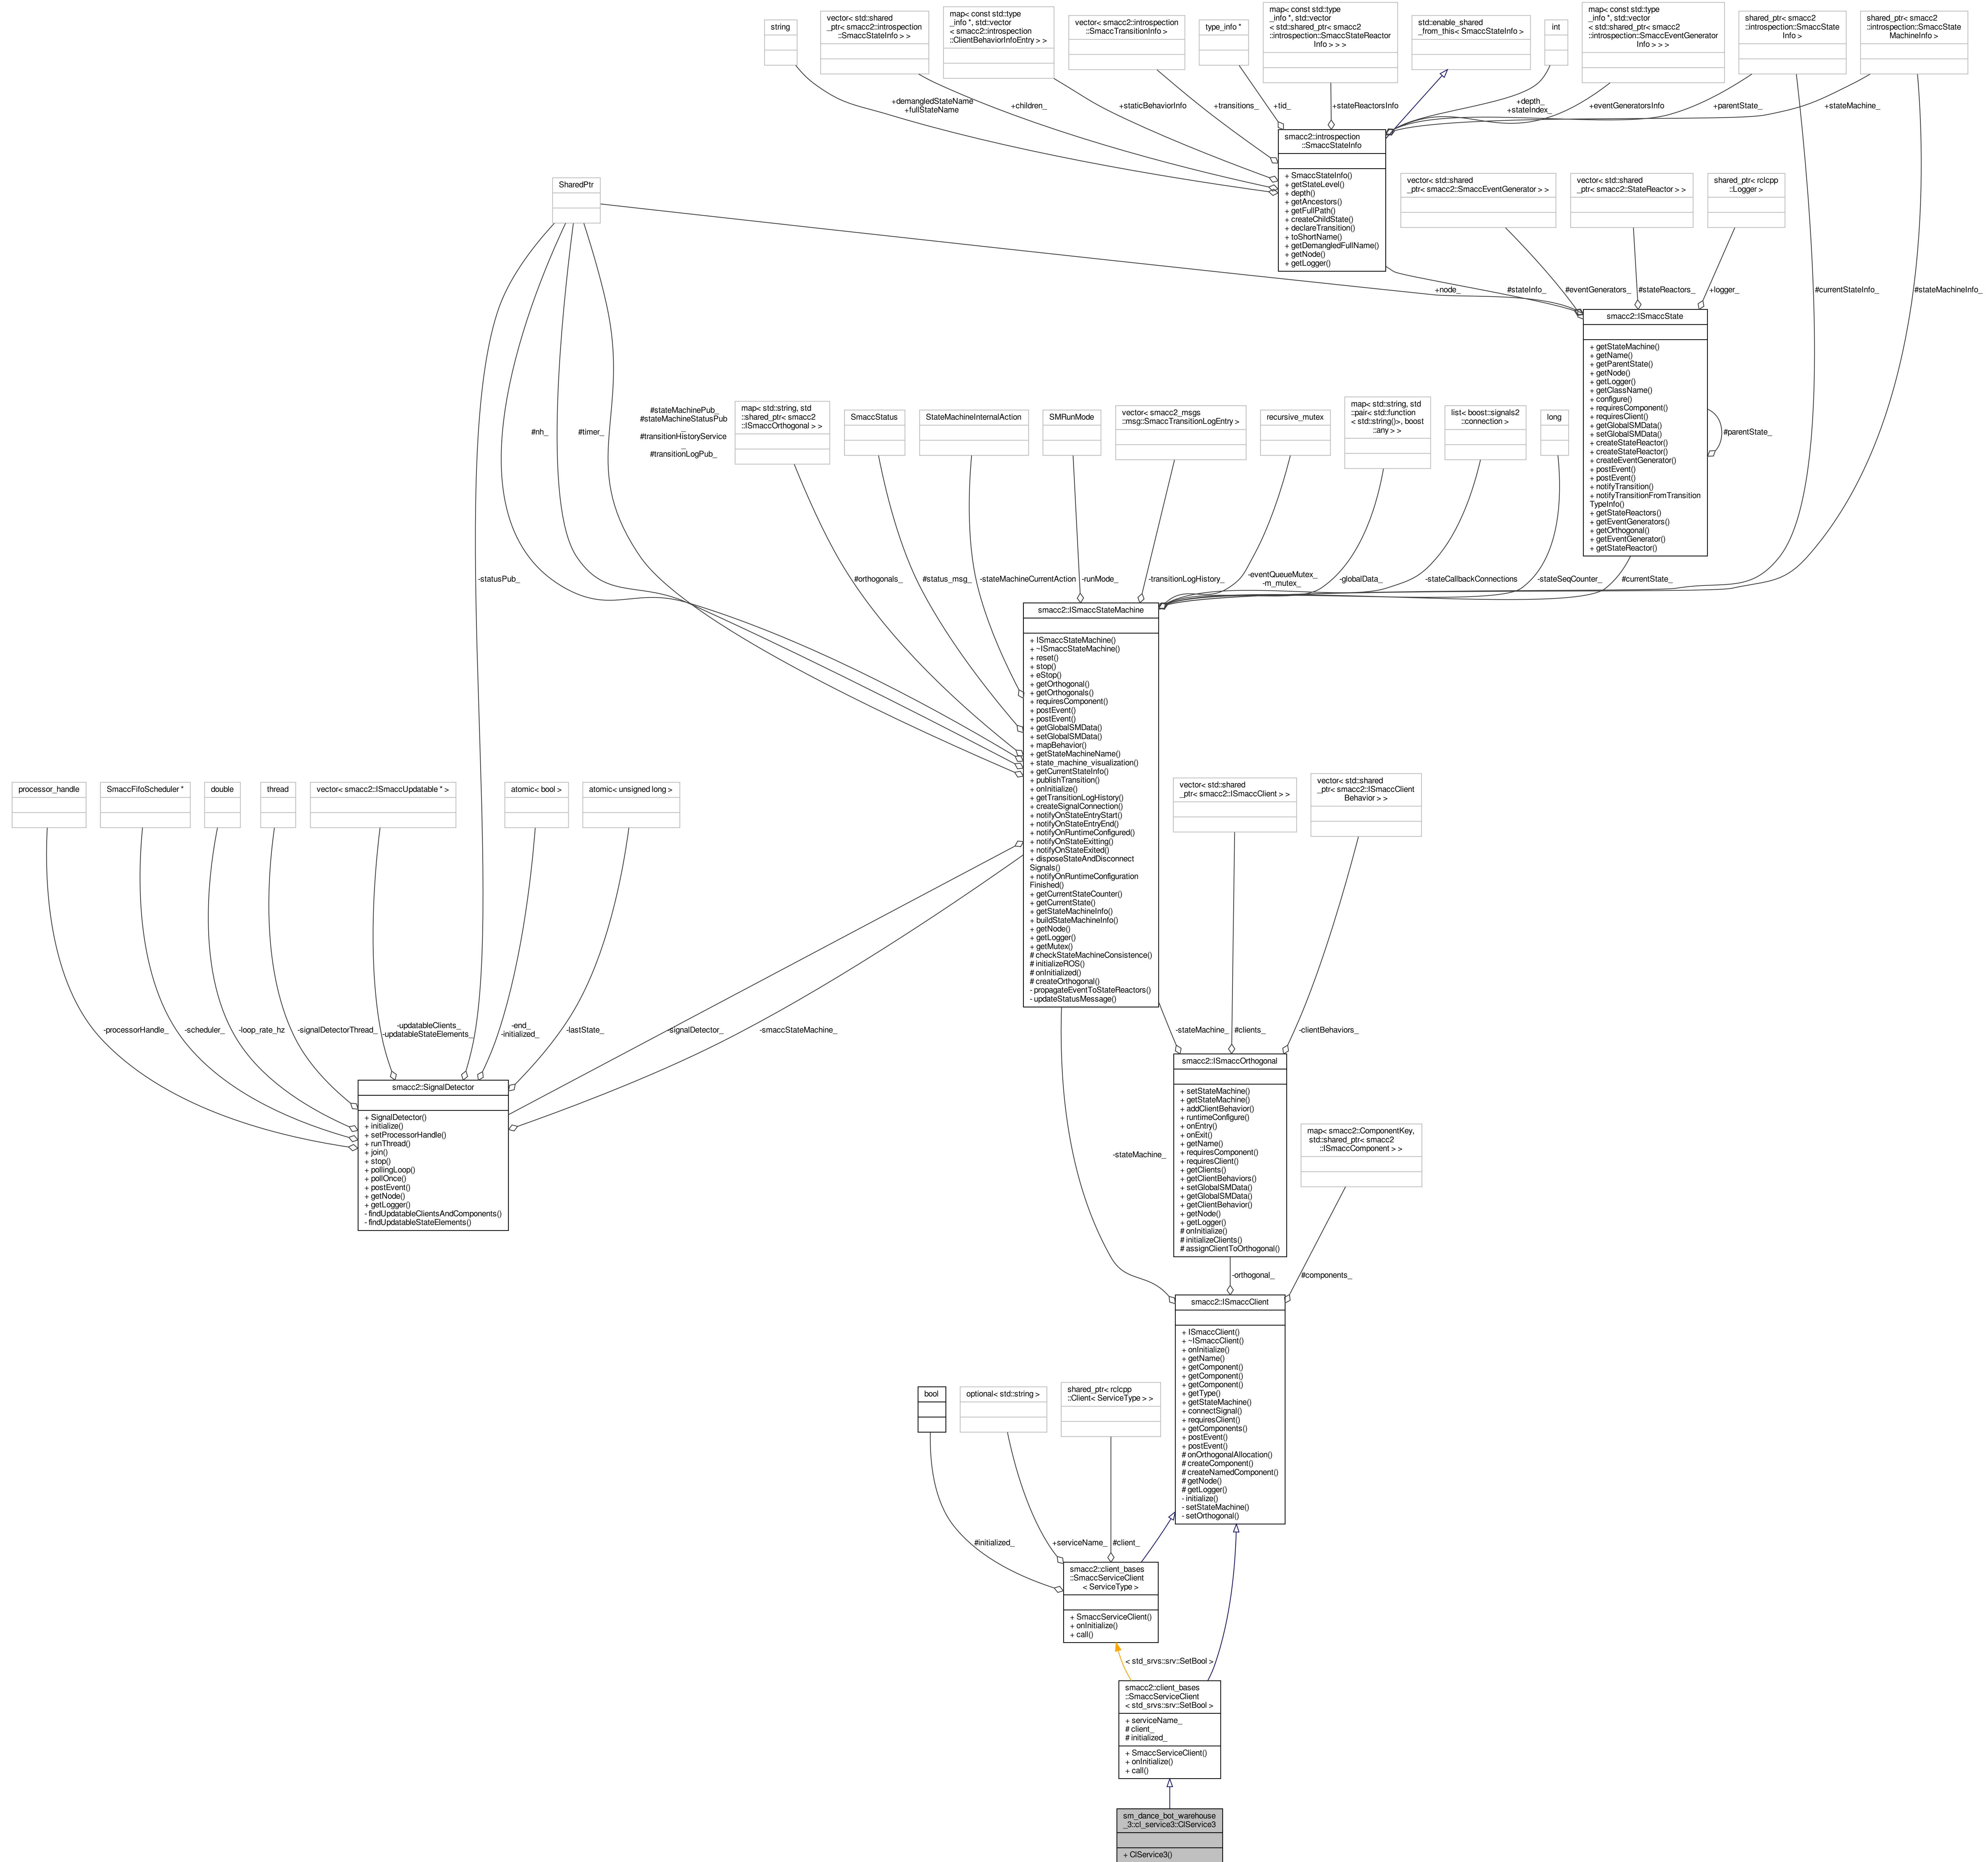 string
vector< std::shared
_ptr< smacc2::introspection
::SmaccStateInfo > >
map< const std::type
_info *, std::vector
< smacc2::introspection
::ClientBehaviorInfoEntry > >
vector< smacc2::introspection
::SmaccTransitionInfo >
type_info *
map< const std::type
_info *, std::vector
< std::shared_ptr< smacc2
::introspection::SmaccStateReactor
Info > > >
std::enable_shared
_from_this< SmaccStateInfo >
int
map< const std::type
_info *, std::vector
< std::shared_ptr< smacc2
::introspection::SmaccEventGenerator
Info > > >
shared_ptr< smacc2
::introspection::SmaccState
Info >
shared_ptr< smacc2
::introspection::SmaccState
MachineInfo >
+demangledStateName
+fullStateName
+children_
+staticBehaviorInfo
+transitions_
+tid_
+stateReactorsInfo
+depth_
+stateIndex_
+eventGeneratorsInfo
+parentState_
+stateMachine_
smacc2::introspection
::SmaccStateInfo
+ SmaccStateInfo()
+ getStateLevel()
+ depth()
+ getAncestors()
+ getFullPath()
+ createChildState()
+ declareTransition()
+ toShortName()
+ getDemangledFullName()
+ getNode()
+ getLogger()
SharedPtr
vector< std::shared
_ptr< smacc2::SmaccEventGenerator > >
vector< std::shared
_ptr< smacc2::StateReactor > >
shared_ptr< rclcpp
::Logger >
+node_
#stateInfo_
#eventGenerators_
#stateReactors_
+logger_
#currentStateInfo_
#stateMachineInfo_
smacc2::ISmaccState
+ getStateMachine()
+ getName()
+ getParentState()
+ getNode()
+ getLogger()
+ getClassName()
+ configure()
+ requiresComponent()
+ requiresClient()
+ getGlobalSMData()
+ setGlobalSMData()
+ createStateReactor()
+ createStateReactor()
+ createEventGenerator()
+ postEvent()
+ postEvent()
+ notifyTransition()
+ notifyTransitionFromTransition
TypeInfo()
+ getStateReactors()
+ getEventGenerators()
+ getOrthogonal()
+ getEventGenerator()
+ getStateReactor()
#parentState_
#nh_
#timer_
#stateMachinePub_
#stateMachineStatusPub
_
#transitionHistoryService
_
#transitionLogPub_
map< std::string, std
::shared_ptr< smacc2
::ISmaccOrthogonal > >
SmaccStatus
StateMachineInternalAction
SMRunMode
vector< smacc2_msgs
::msg::SmaccTransitionLogEntry >
recursive_mutex
map< std::string, std
::pair< std::function
< std::string()>, boost
::any > >
list< boost::signals2
::connection >
long
-statusPub_
#orthogonals_
#status_msg_
-stateMachineCurrentAction
-runMode_
-transitionLogHistory_
-eventQueueMutex_
-m_mutex_
-globalData_
-stateCallbackConnections
-stateSeqCounter_
#currentState_
smacc2::ISmaccStateMachine
+ ISmaccStateMachine()
+ ~ISmaccStateMachine()
+ reset()
+ stop()
+ eStop()
+ getOrthogonal()
+ getOrthogonals()
+ requiresComponent()
+ postEvent()
+ postEvent()
+ getGlobalSMData()
+ setGlobalSMData()
+ mapBehavior()
+ getStateMachineName()
+ state_machine_visualization()
+ getCurrentStateInfo()
+ publishTransition()
+ onInitialize()
+ getTransitionLogHistory()
+ createSignalConnection()
+ notifyOnStateEntryStart()
+ notifyOnStateEntryEnd()
+ notifyOnRuntimeConfigured()
+ notifyOnStateExitting()
+ notifyOnStateExited()
+ disposeStateAndDisconnect
Signals()
+ notifyOnRuntimeConfiguration
Finished()
+ getCurrentStateCounter()
+ getCurrentState()
+ getStateMachineInfo()
+ buildStateMachineInfo()
+ getNode()
+ getLogger()
+ getMutex()
# checkStateMachineConsistence()
# initializeROS()
# onInitialized()
# createOrthogonal()
- propagateEventToStateReactors()
- updateStatusMessage()
processor_handle
SmaccFifoScheduler *
double
thread
vector< smacc2::ISmaccUpdatable * >
atomic< bool >
atomic< unsigned long >
vector< std::shared
_ptr< smacc2::ISmaccClient > >
vector< std::shared
_ptr< smacc2::ISmaccClient
Behavior > >
-processorHandle_
-scheduler_
-loop_rate_hz
-signalDetectorThread_
-updatableClients_
-updatableStateElements_
-end_
-initialized_
-lastState_
-signalDetector_
-smaccStateMachine_
-stateMachine_
#clients_
-clientBehaviors_
smacc2::SignalDetector
+ SignalDetector()
+ initialize()
+ setProcessorHandle()
+ runThread()
+ join()
+ stop()
+ pollingLoop()
+ pollOnce()
+ postEvent()
+ getNode()
+ getLogger()
- findUpdatableClientsAndComponents()
- findUpdatableStateElements()
smacc2::ISmaccOrthogonal
+ setStateMachine()
+ getStateMachine()
+ addClientBehavior()
+ runtimeConfigure()
+ onEntry()
+ onExit()
+ getName()
+ requiresComponent()
+ requiresClient()
+ getClients()
+ getClientBehaviors()
+ setGlobalSMData()
+ getGlobalSMData()
+ getClientBehavior()
+ getNode()
+ getLogger()
# onInitialize()
# initializeClients()
# assignClientToOrthogonal()
map< smacc2::ComponentKey,
std::shared_ptr< smacc2
::ISmaccComponent > >
-stateMachine_
-orthogonal_
#components_
smacc2::ISmaccClient
+ ISmaccClient()
+ ~ISmaccClient()
+ onInitialize()
+ getName()
+ getComponent()
+ getComponent()
+ getComponent()
+ getType()
+ getStateMachine()
+ connectSignal()
+ requiresClient()
+ getComponents()
+ postEvent()
+ postEvent()
# onOrthogonalAllocation()
# createComponent()
# createNamedComponent()
# getNode()
# getLogger()
- initialize()
- setStateMachine()
- setOrthogonal()
bool
optional< std::string >
shared_ptr< rclcpp
::Client< ServiceType > >
#initialized_
+serviceName_
#client_
smacc2::client_bases
::SmaccServiceClient
< ServiceType >
+ SmaccServiceClient()
+ onInitialize()
+ call()
< std_srvs::srv::SetBool >
smacc2::client_bases
::SmaccServiceClient
< std_srvs::srv::SetBool >
+ serviceName_
# client_
# initialized_
+ SmaccServiceClient()
+ onInitialize()
+ call()
sm_dance_bot_warehouse
_3::cl_service3::ClService3
+ ClService3()